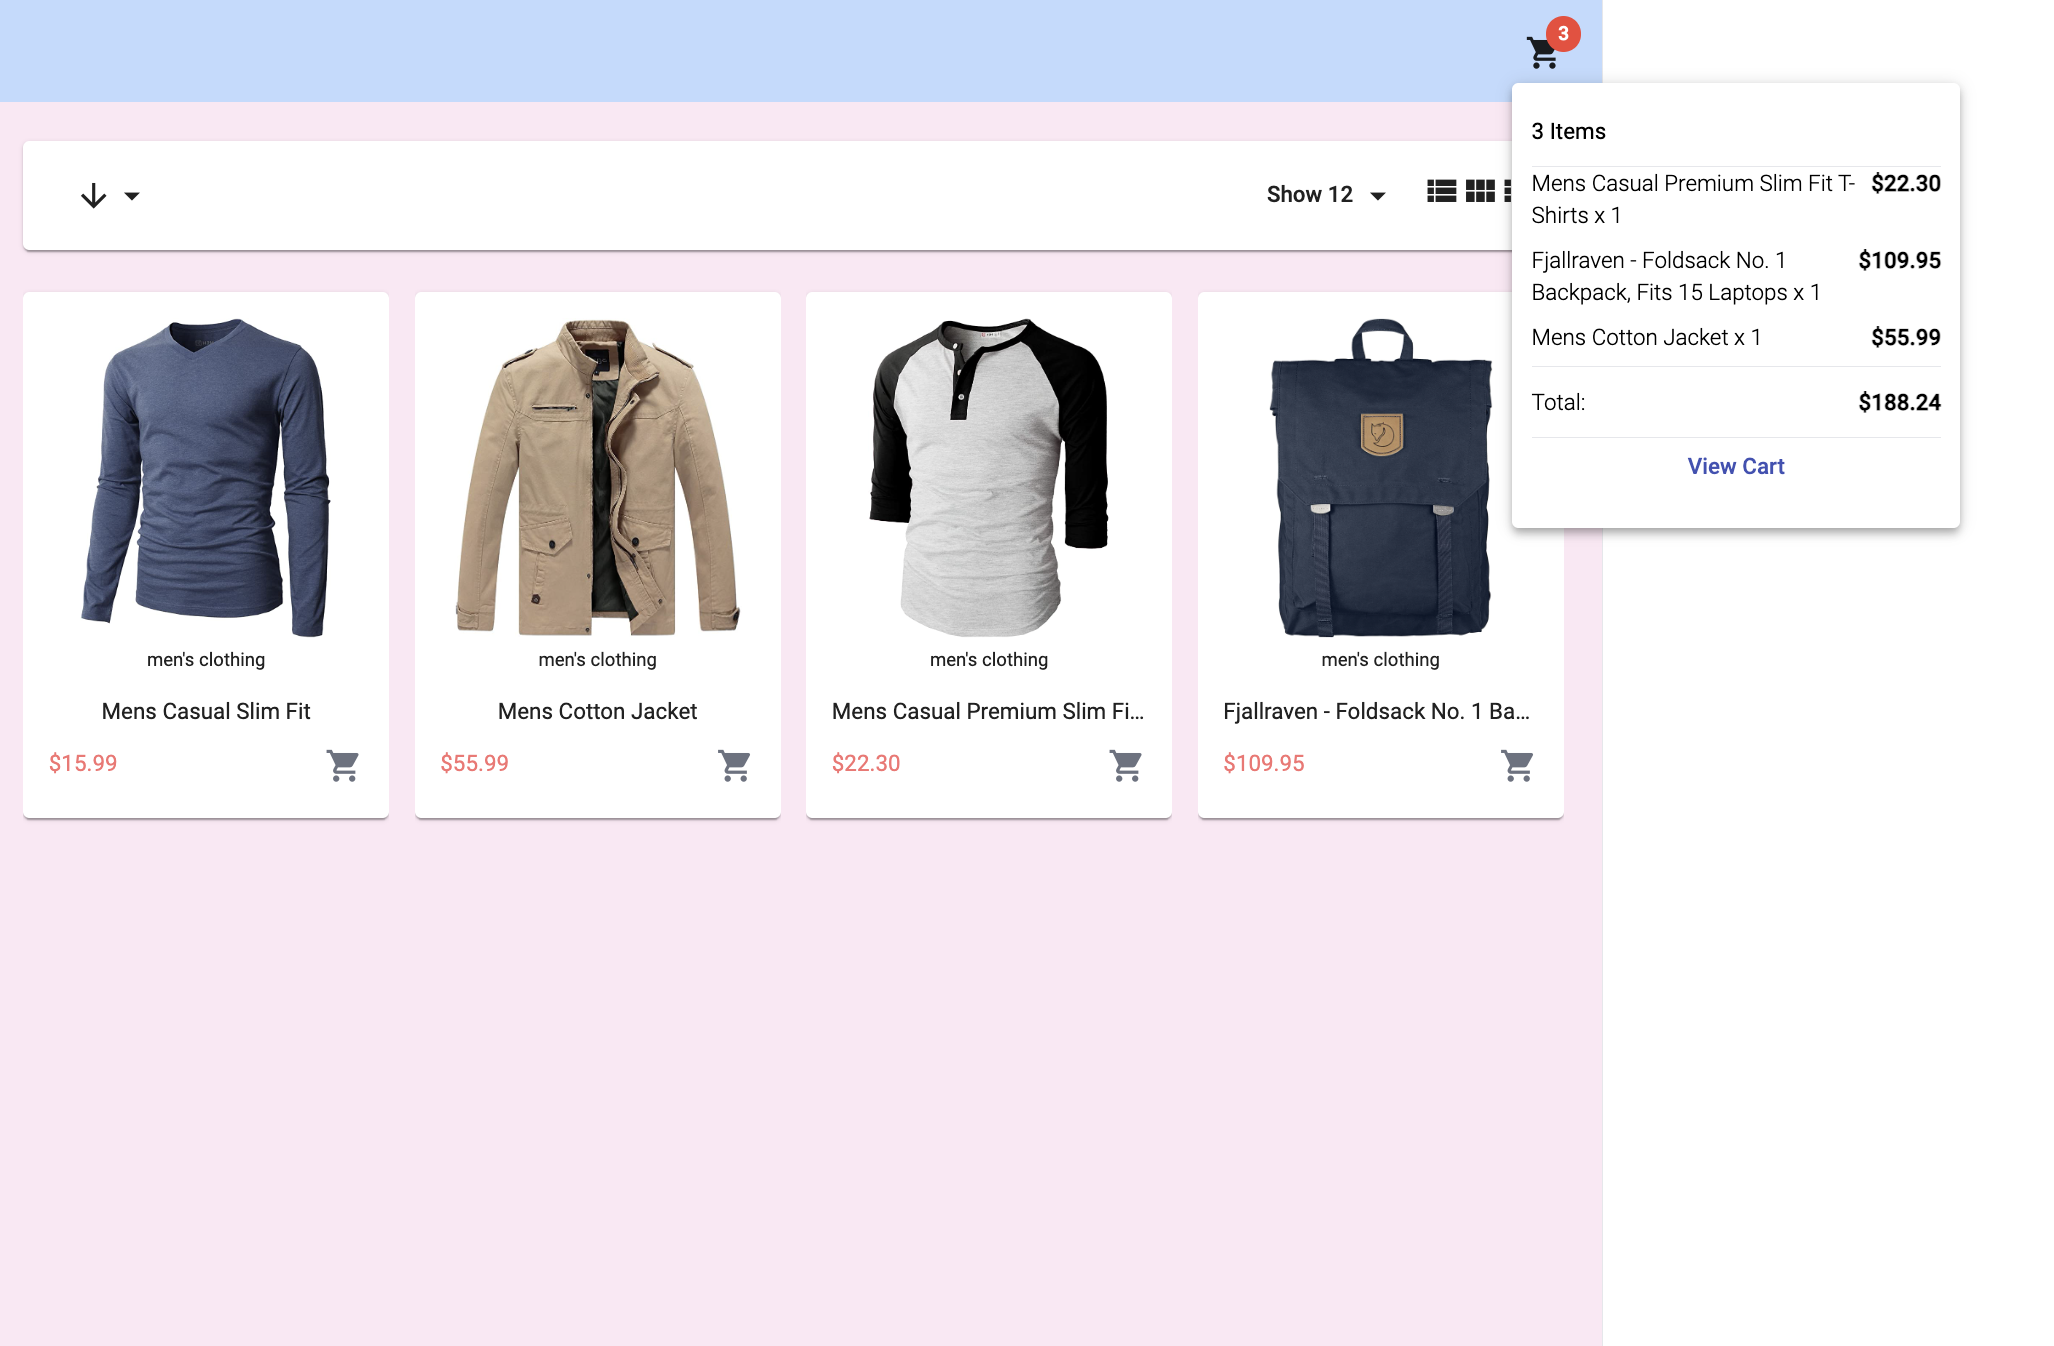 3
3 Items
Mens Casual Premium Slim Fit T- $22.30
Shirts x 1
Fjallraven - Foldsack No. 1 $109.95
Backpack, Fits 15 Laptops x 1
Mens Cotton Jacket x 1 $55.99
Total: $188.24
View Cart
Show 12
men's clothing
Mens Casual Slim Fit
$15.99
men's clothing
Mens Cotton Jacket
$55.99
men's clothing
Mens Casual Premium Slim Fi...
$22.30
men's clothing
Fjallraven - Foldsack No. 1 Ba...
$109.95